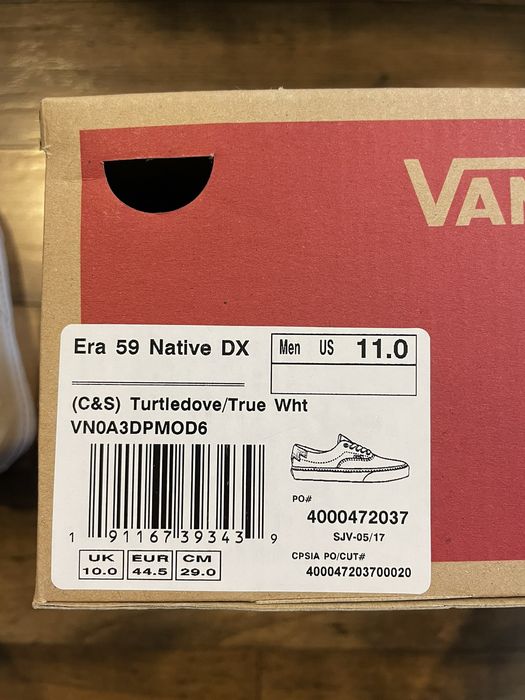 VAN
Era 59 Native DX
Men US 11.0
(C&S) Turtledove/True Wht
VN0A3DPMOD6
1 91167 39343 9
PO#
4000472037
SJV-05/17
CPSIA PO/CUT#
400047203700020
UK EUR CM
10.0 44.5 29.0